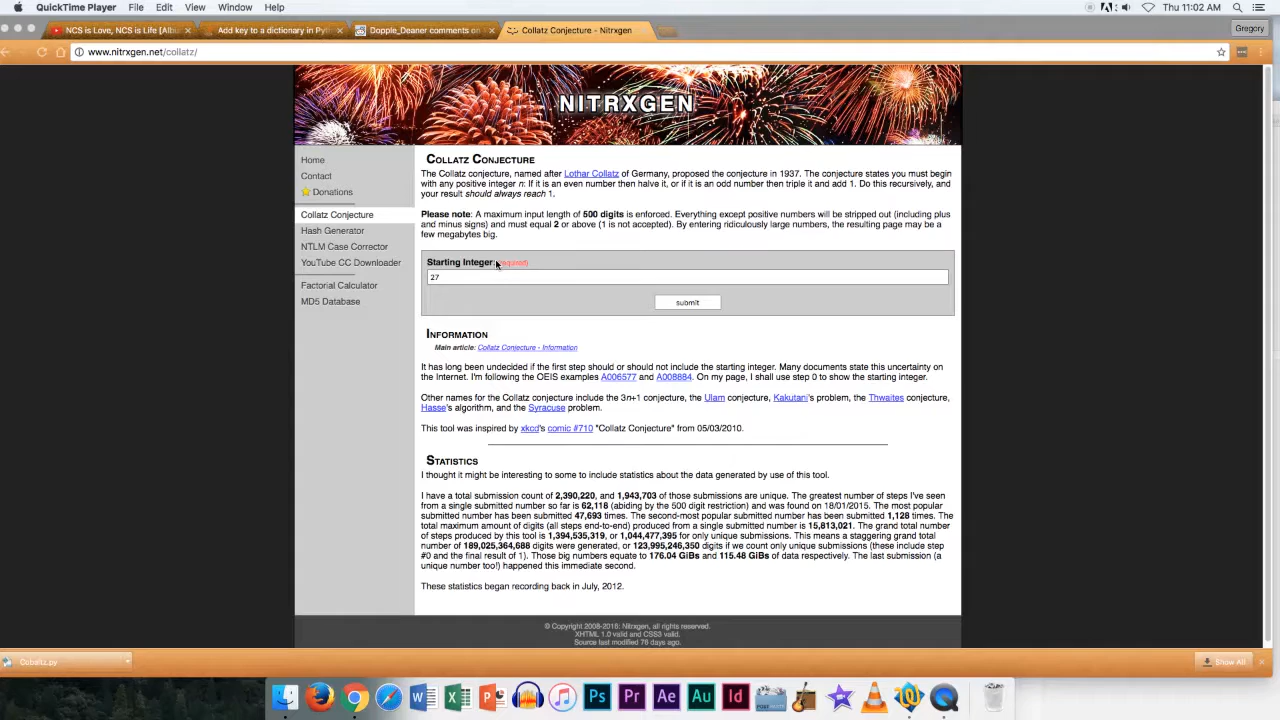 QuickTime Player File Edit View Window Help
Thu 11:02 AM
NCS is Love, NCS is Life [Albu
Add key to a dictionary in Pyth
Dopple_Deaner comments on
Collatz Conjecture - Nitrxgen
Gregory
www.nitrxgen.net/collatz/
NITRXGEN
Home
Contact
Donations
Collatz Conjecture
Hash Generator
NTLM Case Corrector
YouTube CC Downloader
Factorial Calculator
MD5 Database
Collatz Conjecture
The Collatz conjecture, named after Lothar Collatz of Germany, proposed the conjecture in 1937. The conjecture states you must begin
with any positive integer n: If it is an even number then halve it, or if it is an odd number then triple it and add 1. Do this recursively, and
your result should always reach 1.
Please note: A maximum input length of 500 digits is enforced. Everything except positive numbers will be stripped out (including plus
and minus signs) and must equal 2 or above (1 is not accepted). By entering ridiculously large numbers, the resulting page may be a
few megabytes big.
Starting Integer: (required)
27
submit
Information
Main article: Collatz Conjecture - Information
It has long been undecided if the first step should or should not include the starting integer. Many documents state this uncertainty on
the Internet. I'm following the OEIS examples A006577 and A008884. On my page, I shall use step 0 to show the starting integer.
Other names for the Collatz conjecture include the 3n+1 conjecture, the Ulam conjecture, Kakutani's problem, the Thwaites conjecture,
Hasse's algorithm, and the Syracuse problem.
This tool was inspired by xkcd's comic #710 "Collatz Conjecture" from 05/03/2010.
Statistics
I thought it might be interesting to some to include statistics about the data generated by use of this tool.
I have a total submission count of 2,390,220, and 1,943,703 of those submissions are unique. The greatest number of steps I've seen
from a single submitted number so far is 62,118 (abiding by the 500 digit restriction) and was found on 18/01/2015. The most popular
submitted number has been submitted 47,693 times. The second-most popular submitted number has been submitted 1,128 times. The
total maximum amount of digits (all steps end-to-end) produced from a single submitted number is 15,813,021. The grand total number
of steps produced by this tool is 1,394,535,319, or 1,044,477,395 for only unique submissions. This means a staggering grand total
number of 189,025,364,688 digits were generated, or 123,995,246,350 digits if we count only unique submissions (these include step
#0 and the final result of 1). Those big numbers equate to 176.04 GiBs and 115.48 GiBs of data respectively. The last submission (a
unique number too!) happened this immediate second.
These statistics began recording back in July, 2012.
© Copyright 2008-2016: Nitrxgen, all rights reserved.
XHTML 1.0 valid and CSS3 valid.
Source last modified 76 days ago.
Show All
Ps Pr Ae Au Id